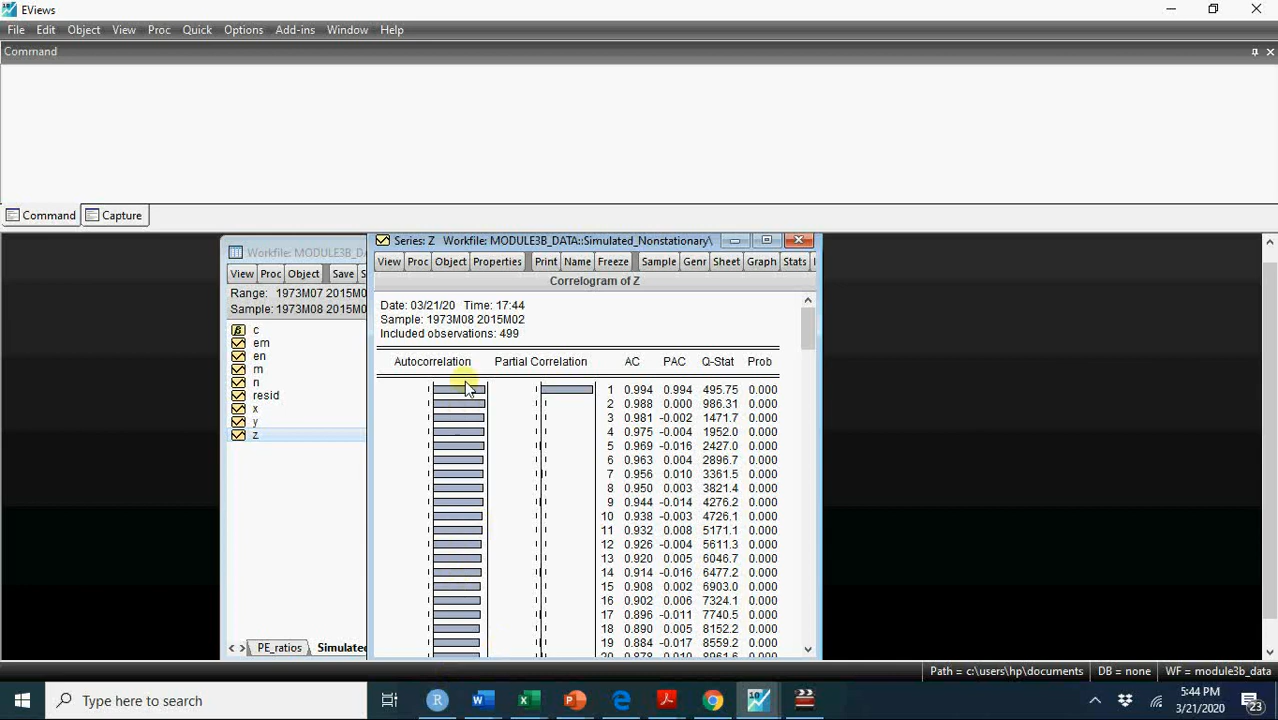 EViews
File Edit Object View Proc Quick Options Add-ins Window Help
Command
Command Capture
Workfile: MODULE3B_DA
View Proc Object Save S
Range: 1973M07 2015M0
Sample: 1973M08 2015M0
c
em
en
m
n
resid
x
y
z
PE_ratios Simulated
Series: Z Workfile: MODULE3B_DATA::Simulated_Nonstationary\
View Proc Object Properties Print Name Freeze Sample Genr Sheet Graph Stats
Correlogram of Z
Date: 03/21/20 Time: 17:44
Sample: 1973M08 2015M02
Included observations: 499
Autocorrelation Partial Correlation AC PAC Q-Stat Prob
1 0.994 0.994 495.75 0.000
2 0.988 0.000 986.31 0.000
3 0.981 -0.002 1471.7 0.000
4 0.975 -0.004 1952.0 0.000
5 0.969 -0.016 2427.0 0.000
6 0.963 0.004 2896.7 0.000
7 0.956 0.010 3361.5 0.000
8 0.950 0.003 3821.4 0.000
9 0.944 -0.014 4276.2 0.000
10 0.938 -0.003 4726.1 0.000
11 0.932 0.008 5171.1 0.000
12 0.926 -0.004 5611.3 0.000
13 0.920 0.005 6046.7 0.000
14 0.914 -0.016 6477.2 0.000
15 0.908 0.002 6903.0 0.000
16 0.902 0.006 7324.1 0.000
17 0.896 -0.011 7740.5 0.000
18 0.890 0.005 8152.2 0.000
19 0.884 -0.017 8559.2 0.000
20 0.878 0.010 8961.6 0.000
Path = c:\users\hp\documents DB = none WF = module3b_data
Type here to search
5:44 PM
3/21/2020
23